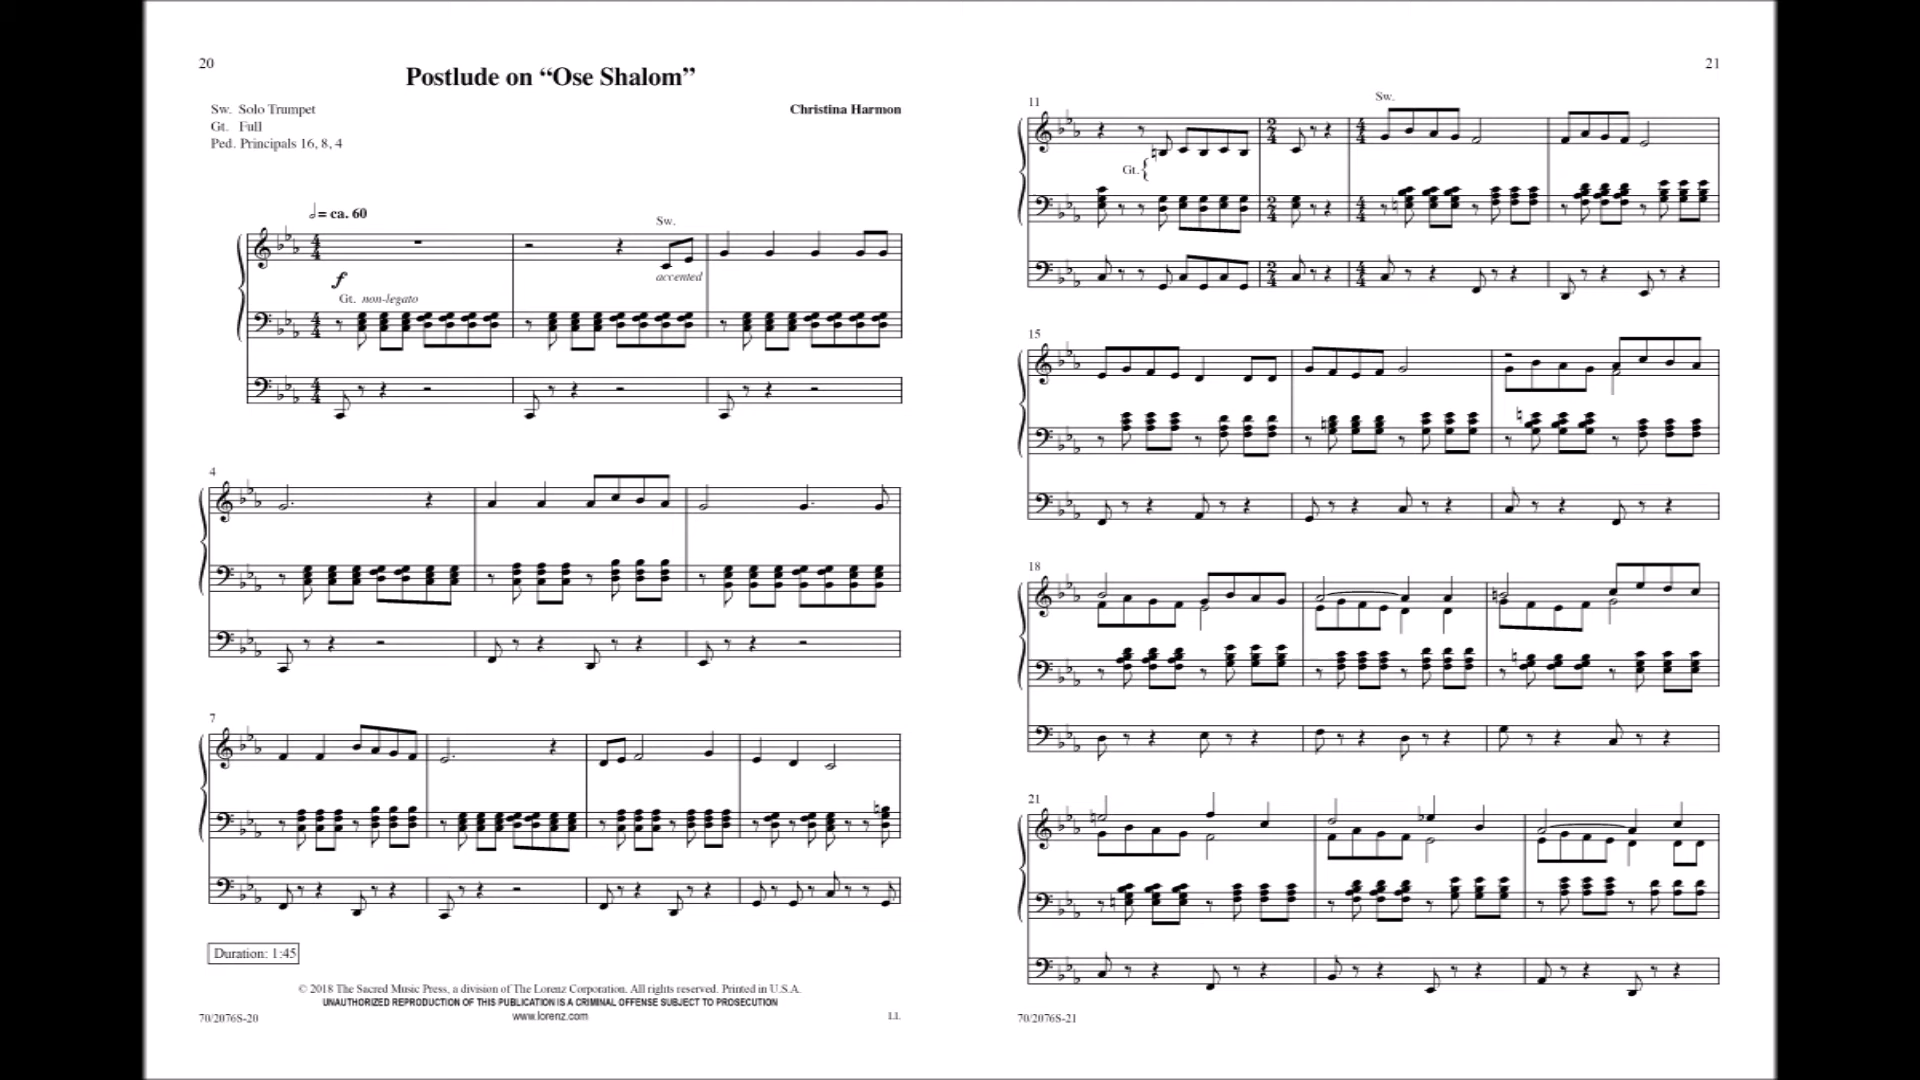 20
Postlude on “Ose Shalom”
Sw. Solo Trumpet
Christina Harmon
Gt. Full
Ped. Principals 16, 8, 4
= ca. 60
Sw.
f
accented
Gt. non-legato
4
7
Duration: 1:45
© 2018 The Sacred Music Press, a division of The Lorenz Corporation. All rights reserved. Printed in U.S.A.
UNAUTHORIZED REPRODUCTION OF THIS PUBLICATION IS A CRIMINAL OFFENSE SUBJECT TO PROSECUTION
www.lorenz.com
70/2076S-20
21
11
Sw.
Gt.
15
18
21
70/2076S-21